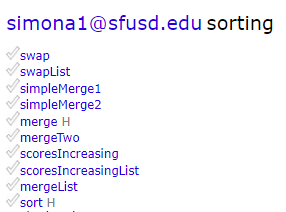 simona1@sfusd.edu sorting
swap
swapList
simpleMerge1
simpleMerge2
merge H
mergeTwo
scoresIncreasing
scoresIncreasingList
mergeList
sort H